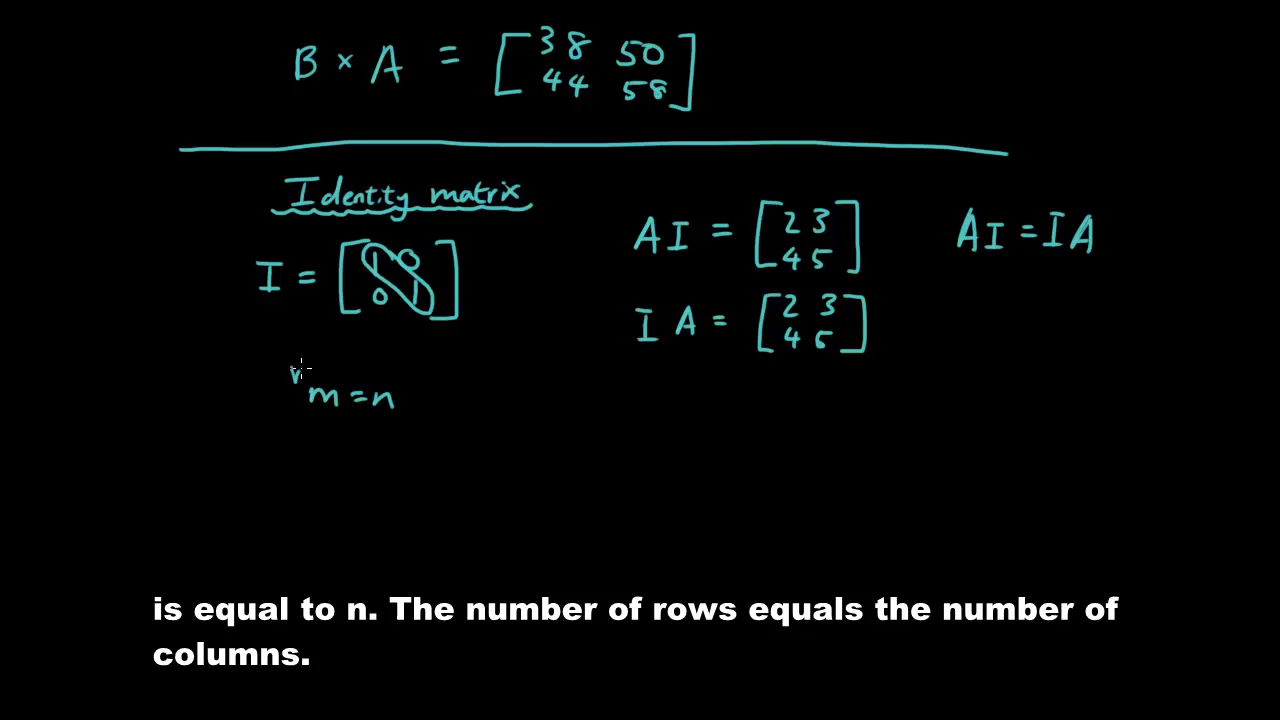 B × A = [38 50
44 58]
Identity matrix
I = [1 0
0 1]
AI = [2 3
4 5]
AI = IA
I A = [2 3
4 5]
m = n
is equal to n. The number of rows equals the number of
columns.